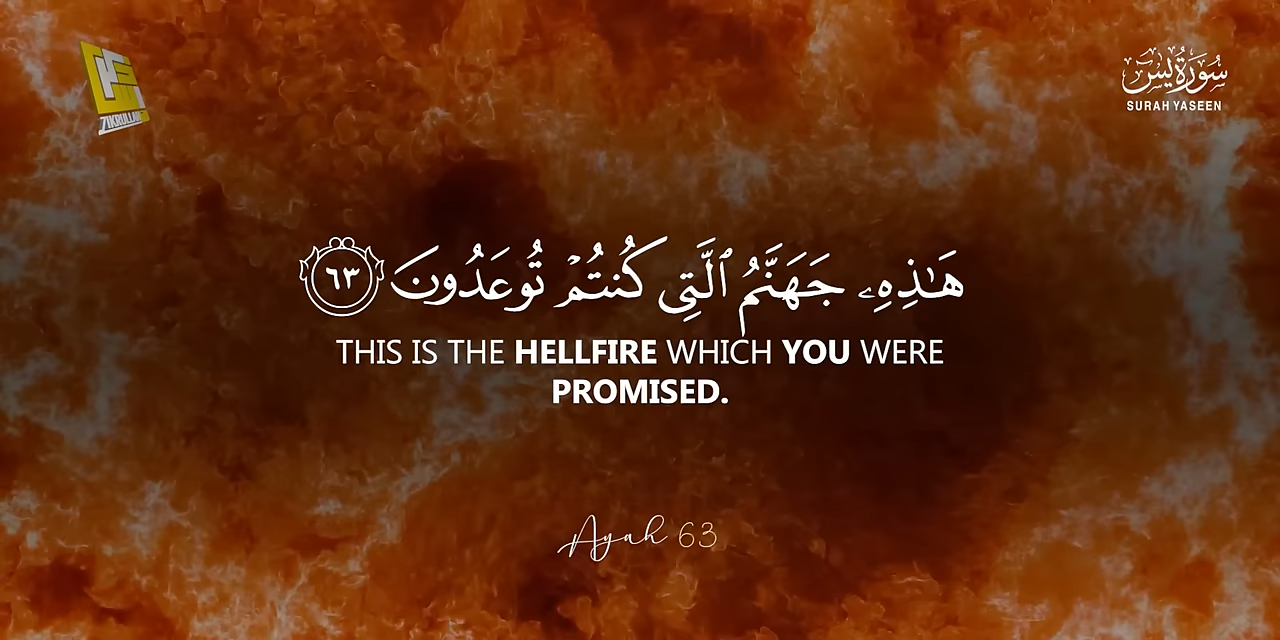 ZIKRULLAH
سُورَةُ يس
SURAH YASEEN
هَـٰذِهِۦ جَهَنَّمُ ٱلَّتِى كُنتُمْ تُوعَدُونَ ٦٣
THIS IS THE HELLFIRE WHICH YOU WERE
PROMISED.
Ayah 63